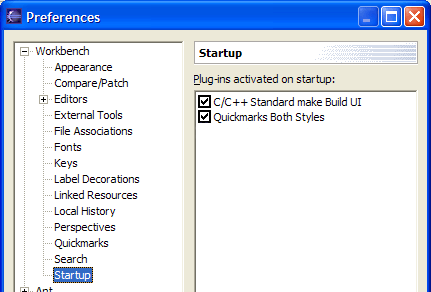 Preferences
Workbench
Appearance
Compare/Patch
Editors
External Tools
File Associations
Fonts
Keys
Label Decorations
Linked Resources
Local History
Perspectives
Quickmarks
Search
Startup
Ant
Startup
Plug-ins activated on startup:
C/C++ Standard make Build UI
Quickmarks Both Styles